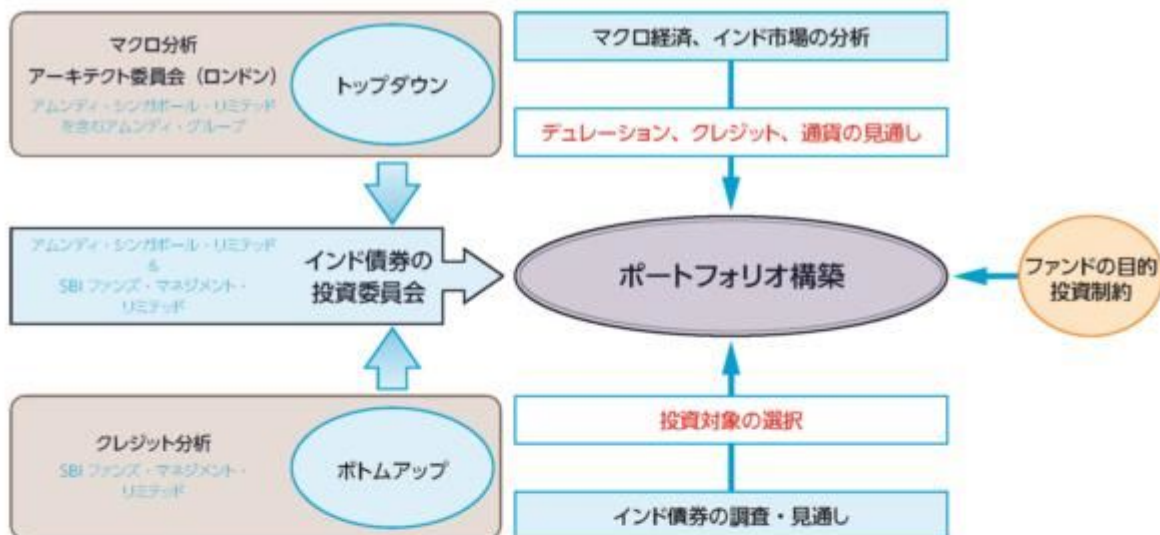 マクロ分析
アーキテクト委員会（ロンドン）
アムンディ・シンガポール・リミテッド
を含むアムンディ・グループ
トップダウン
マクロ経済、インド市場の分析
デュレーション、クレジット、通貨の見通し
アムンディ・シンガポール・リミテッド
&
SBI ファンズ・マネジメント・
リミテッド
インド債券の
投資委員会
ポートフォリオ構築
ファンドの目的
投資制約
クレジット分析
SBI ファンズ・マネジメント・
リミテッド
ボトムアップ
投資対象の選択
インド債券の調査・見通し